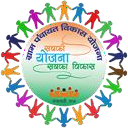 ग्राम पंचायत विकास योजना
सबकी
योजना
सबका विकास